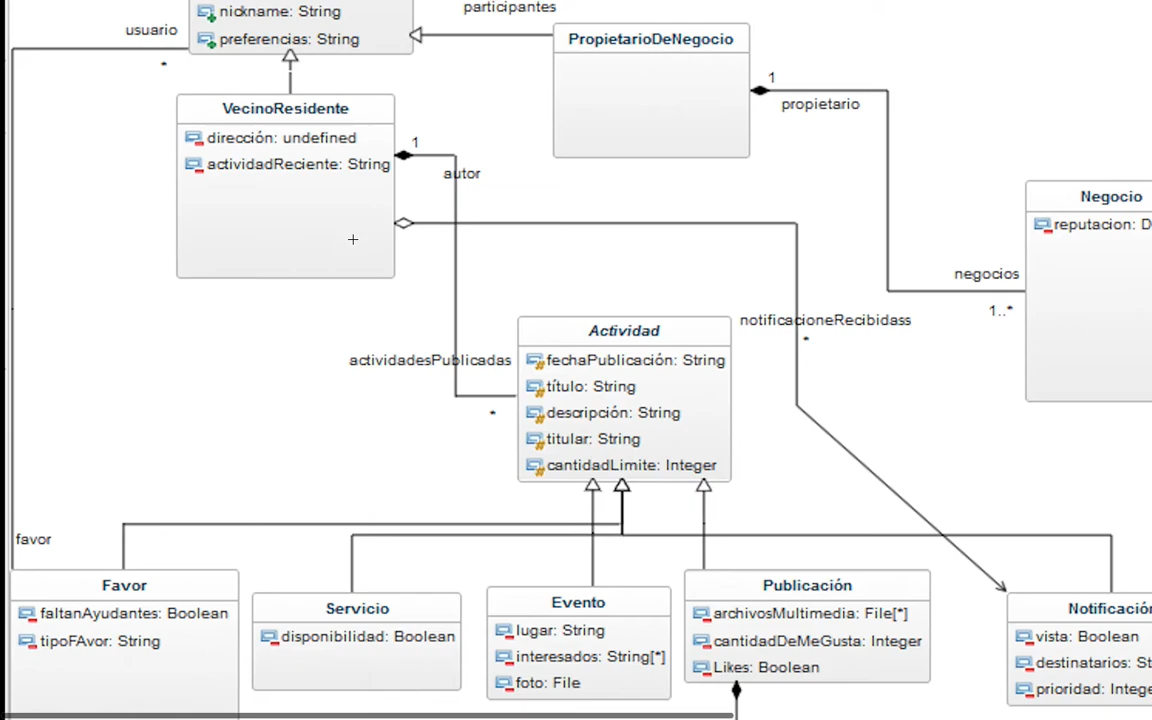 nickname: String
preferencias: String
participantes
usuario
*
PropietarioDeNegocio
1
propietario
VecinoResidente
dirección: undefined
actividadReciente: String
1
autor
Negocio
reputacion: D
negocios
1..*
notificacioneRecibidass
*
actividadesPublicadas
*
Actividad
fechaPublicación: String
título: String
descripción: String
titular: String
cantidadLimite: Integer
favor
Favor
faltanAyudantes: Boolean
tipoFAvor: String
Servicio
disponibilidad: Boolean
Evento
lugar: String
interesados: String[*]
foto: File
Publicación
archivosMultimedia: File[*]
cantidadDeMeGusta: Integer
Likes: Boolean
Notificación
vista: Boolean
destinatarios: St
prioridad: Intege